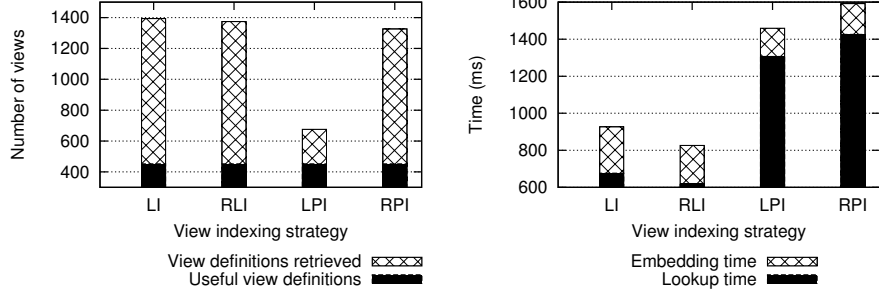 Number of views
1400
1200
1000
800
600
400
LI RLI LPI RPI
View indexing strategy
View definitions retrieved
Useful view definitions
Time (ms)
1600
1400
1200
1000
800
600
LI RLI LPI RPI
View indexing strategy
Embedding time
Lookup time